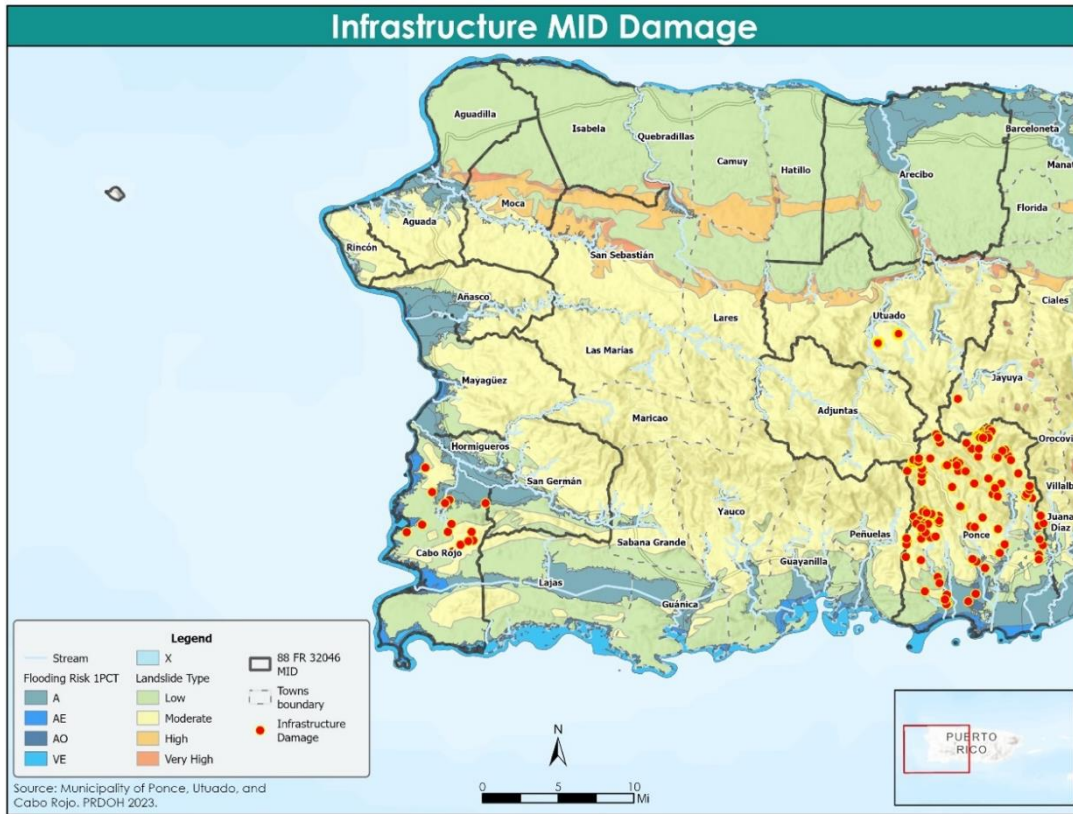 Infrastructure MID Damage
Aguadilla
Isabela
Quebradillas
Camuy
Hatillo
Arecibo
Barceloneta
Manat
Florida
Moca
Aguada
Rincón
San Sebastián
Añasco
Lares
Utuado
Ciales
Las Marías
Mayagüez
Maricao
Adjuntas
Jayuya
Orocovi
Hormigueros
San Germán
Yauco
Villalb
Juana
Díaz
Peñuelas
Ponce
Sabana Grande
Guayanilla
Cabo Rojo
Lajas
Guánica
Legend
Stream
Flooding Risk 1PCT
A
AE
AO
VE
X
Landslide Type
Low
Moderate
High
Very High
88 FR 32046
MID
Towns
boundary
Infrastructure
Damage
Source: Municipality of Ponce, Utuado, and
Cabo Rojo. PRDOH 2023.
N
0 5 10
Mi
PUERTO
RICO